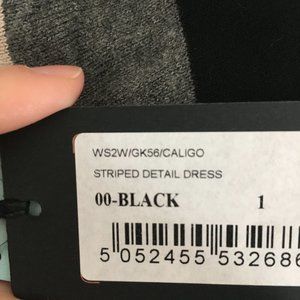 WS2W/GK56/CALIGO
STRIPED DETAIL DRESS
00-BLACK 1
5 052455 532686